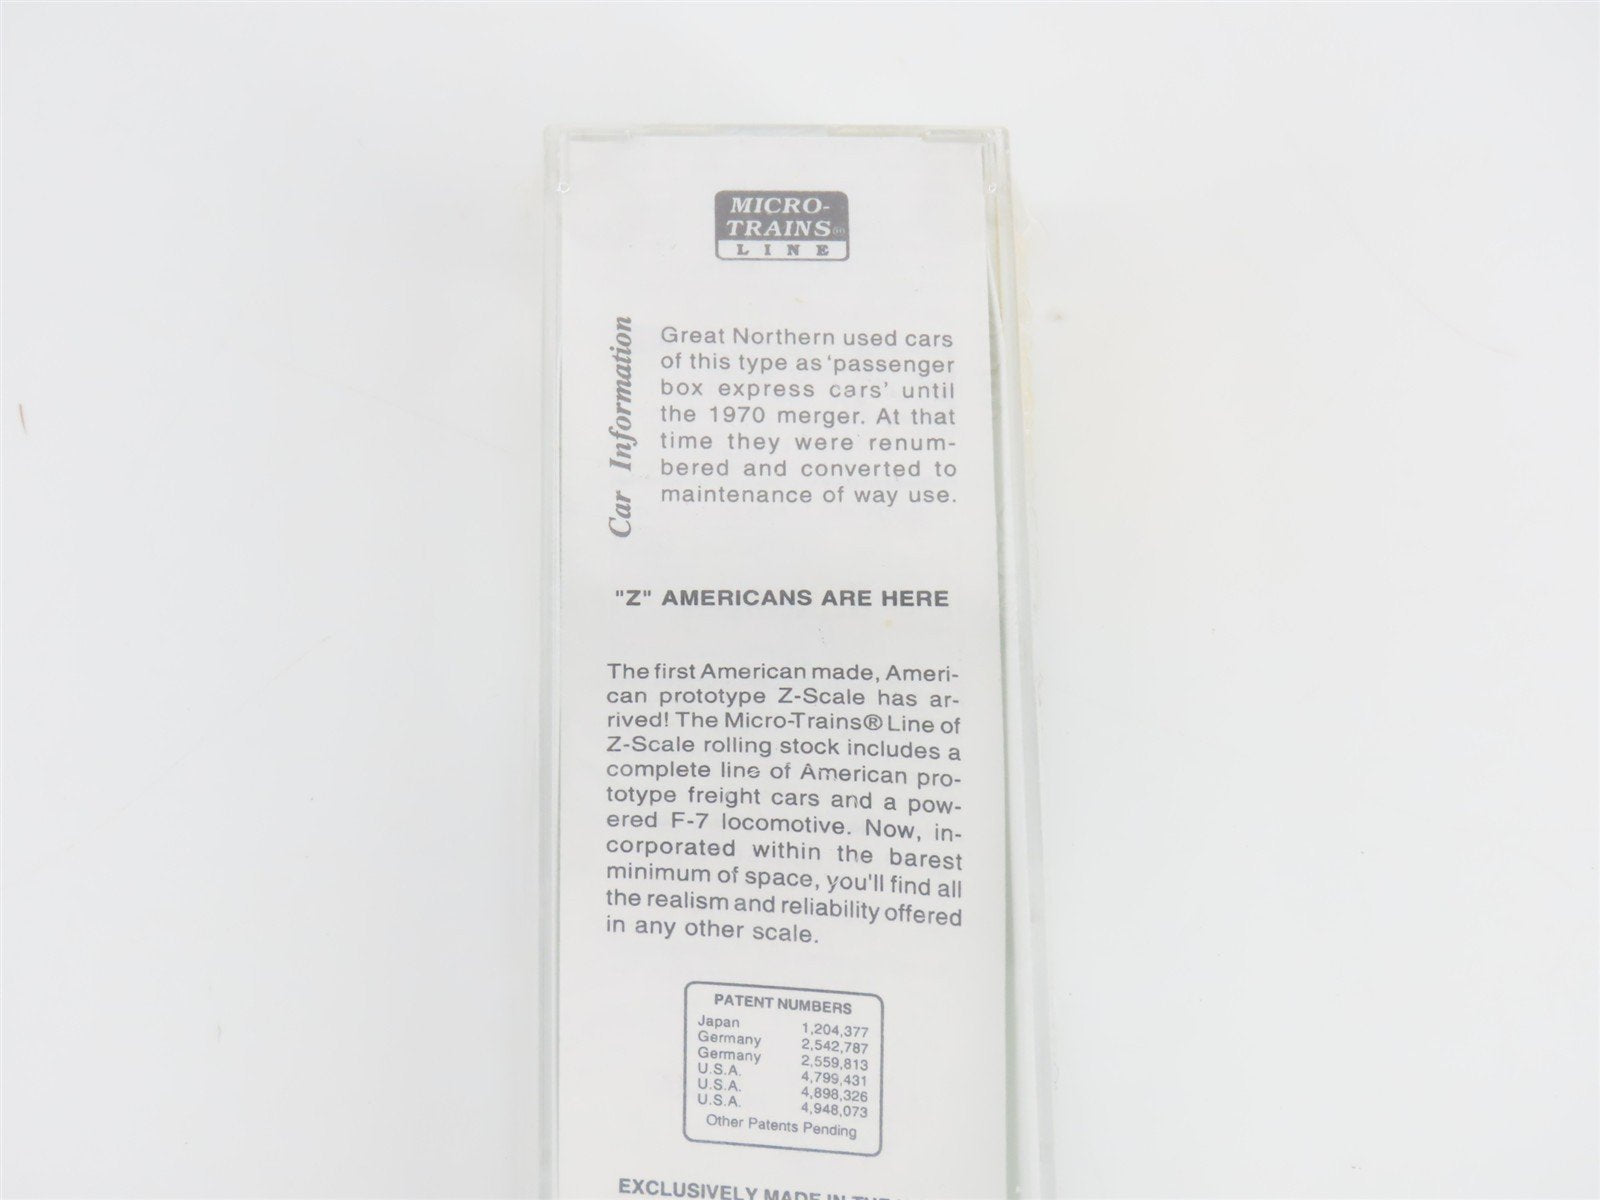 MICRO-
TRAINS®
LINE
Car Information
Great Northern used cars
of this type as 'passenger
box express cars' until
the 1970 merger. At that
time they were renum-
bered and converted to
maintenance of way use.
"Z" AMERICANS ARE HERE
The first American made, Ameri-
can prototype Z-Scale has ar-
rived! The Micro-Trains® Line of
Z-Scale rolling stock includes a
complete line of American pro-
totype freight cars and a pow-
ered F-7 locomotive. Now, in-
corporated within the barest
minimum of space, you'll find all
the realism and reliability offered
in any other scale.
PATENT NUMBERS
Japan 1,204,377
Germany 2,542,787
Germany 2,559,813
U.S.A. 4,799,431
U.S.A. 4,898,326
U.S.A. 4,948,073
Other Patents Pending
EXCLUSIVELY MADE IN